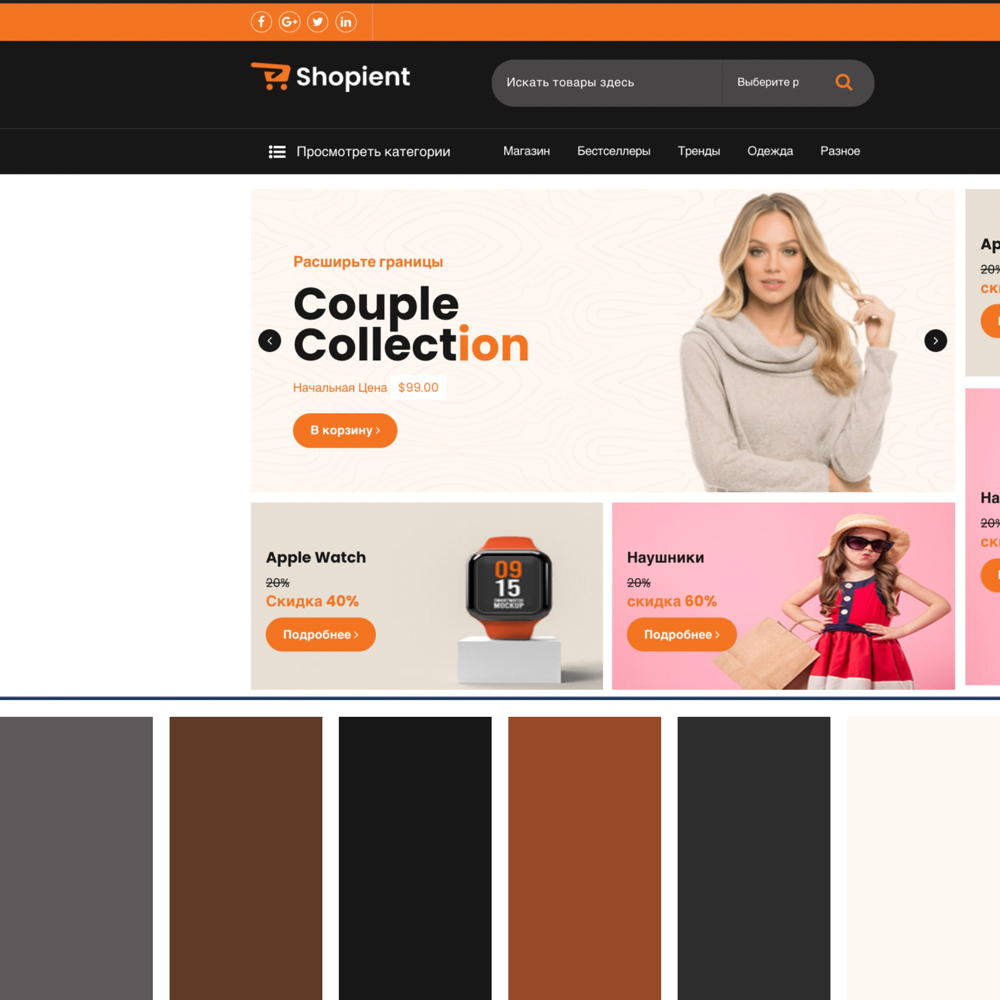 Shopient
Искать товары здесь
Выберите р
Просмотреть категории
Магазин
Бестселлеры
Тренды
Одежда
Разное
Расширьте границы
Couple
Collection
Начальная Цена $99.00
В корзину
Ap
20%
ск
Apple Watch
20%
Скидка 40%
Подробнее
09
15
SMARTWATCH
MOCKUP
Наушники
20%
скидка 60%
Подробнее
На
20%
ск